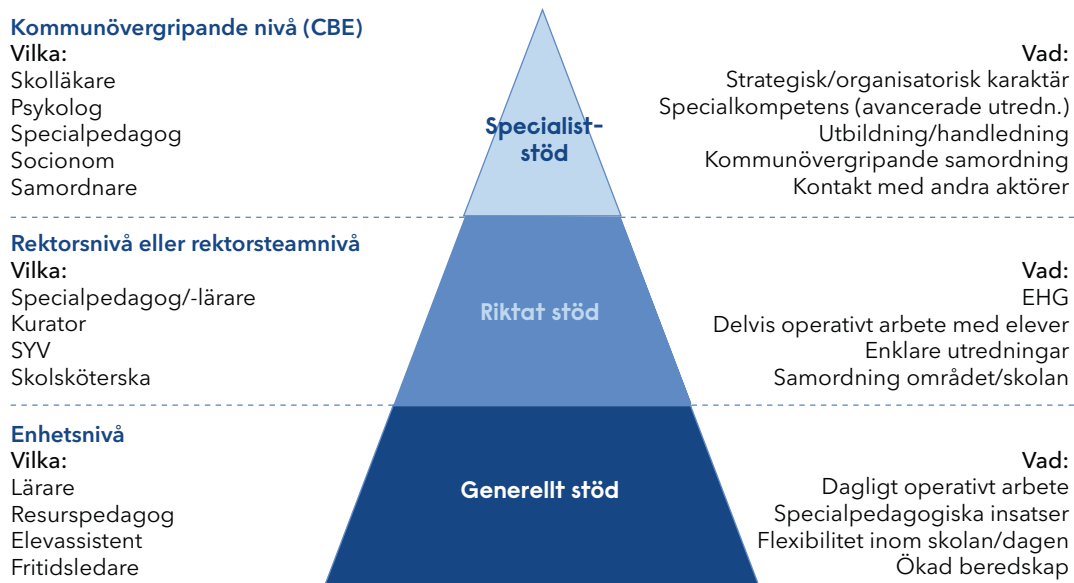 Kommunövergripande nivå (CBE)
Vilka:
Skolläkare
Psykolog
Specialpedagog
Socionom
Samordnare
Specialist-
stöd
Vad:
Strategisk/organisatorisk karaktär
Specialkompetens (avancerade utredn.)
Utbildning/handledning
Kommunövergripande samordning
Kontakt med andra aktörer
Rektorsnivå eller rektorsteamnivå
Vilka:
Specialpedagog/-lärare
Kurator
SYV
Skolsköterska
Riktat stöd
Vad:
EHG
Delvis operativt arbete med elever
Enklare utredningar
Samordning området/skolan
Enhetsnivå
Vilka:
Lärare
Resurspedagog
Elevassistent
Fritidsledare
Generellt stöd
Vad:
Dagligt operativt arbete
Specialpedagogiska insatser
Flexibilitet inom skolan/dagen
Ökad beredskap